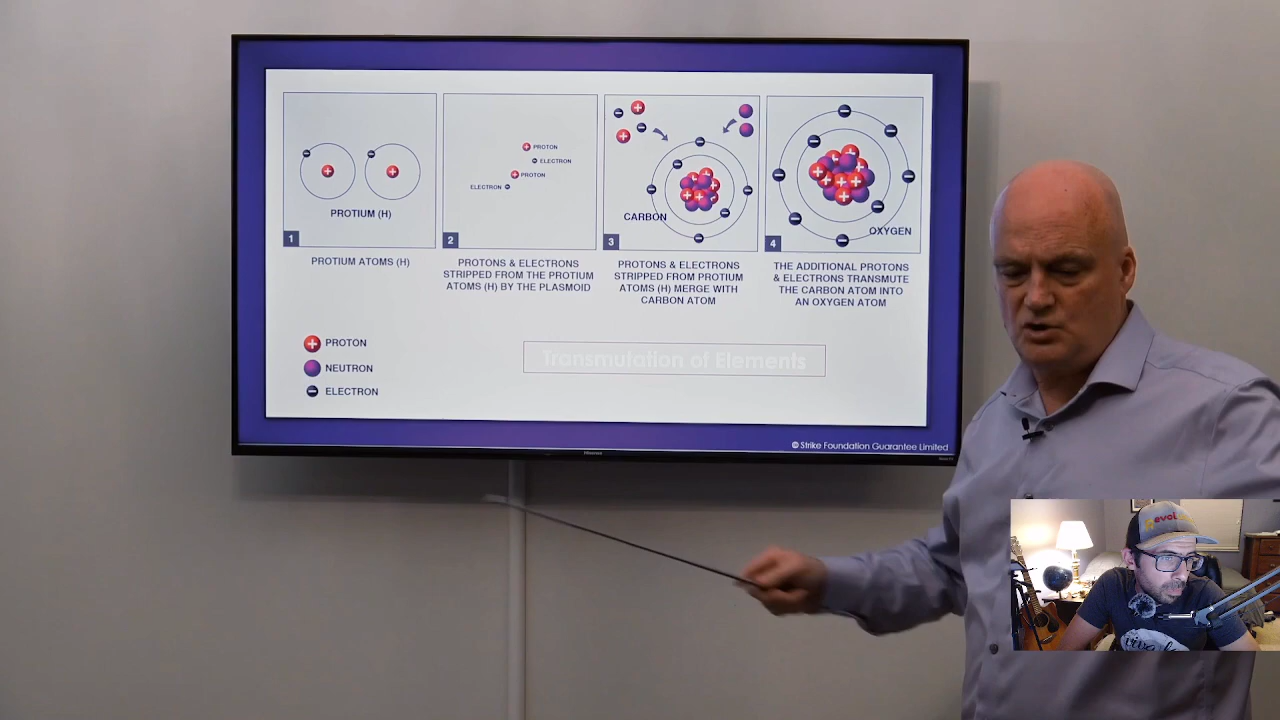 PROTIUM (H)
1
PROTIUM ATOMS (H)
PROTON
ELECTRON
PROTON
ELECTRON
2
PROTONS & ELECTRONS
STRIPPED FROM THE PROTIUM
ATOMS (H) BY THE PLASMOID
CARBON
3
PROTONS & ELECTRONS
STRIPPED FROM PROTIUM
ATOMS (H) MERGE WITH
CARBON ATOM
OXYGEN
4
THE ADDITIONAL PROTONS
& ELECTRONS TRANSMUTE
THE CARBON ATOM INTO
AN OXYGEN ATOM
PROTON
NEUTRON
ELECTRON
Transmutation of Elements
© Strike Foundation Guarantee Limited